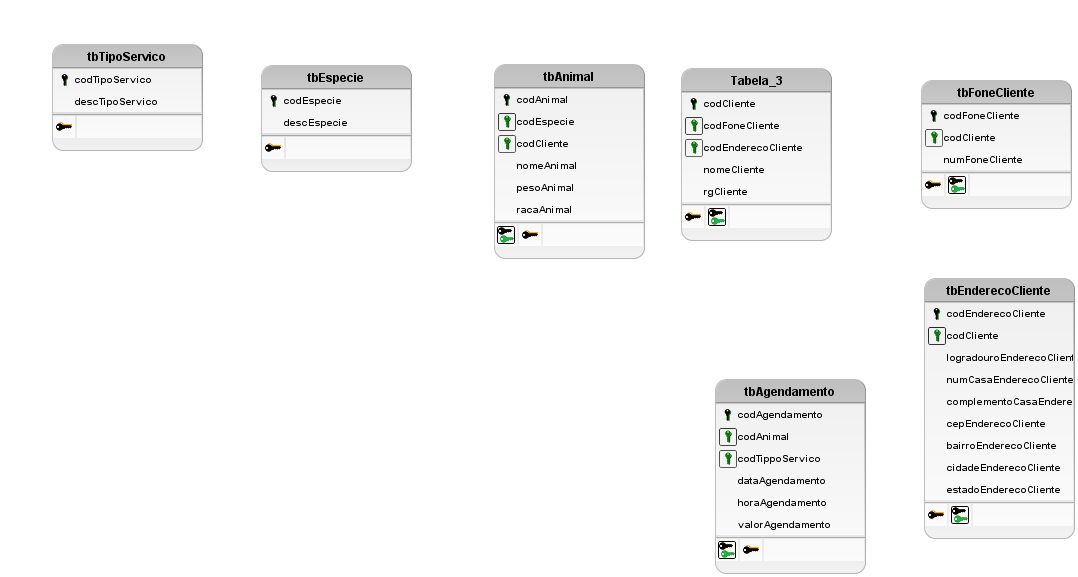 tbTipoServico
codTipoServico
descTipoServico
tbEspecie
codEspecie
descEspecie
tbAnimal
codAnimal
codEspecie
codCliente
nomeAnimal
pesoAnimal
racaAnimal
Tabela_3
codCliente
codFoneCliente
codEnderecoCliente
nomeCliente
rgCliente
tbFoneCliente
codFoneCliente
codCliente
numFoneCliente
tbEnderecoCliente
codEnderecoCliente
codCliente
logradouroEnderecoClient
numCasaEnderecoCliente
complementoCasaEndere
cepEnderecoCliente
bairroEnderecoCliente
cidadeEnderecoCliente
estadoEnderecoCliente
tbAgendamento
codAgendamento
codAnimal
codTippoServico
dataAgendamento
horaAgendamento
valorAgendamento